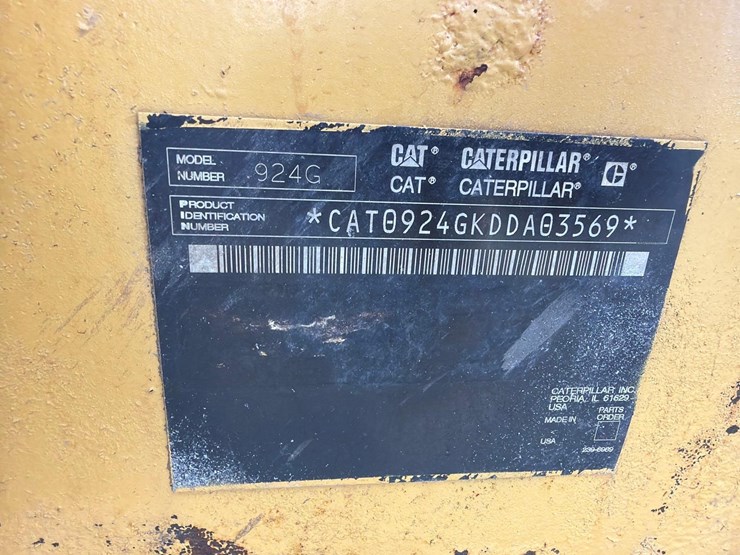 MODEL NUMBER 924G
CAT® CATERPILLAR® C®
CAT® CATERPILLAR®
PRODUCT IDENTIFICATION NUMBER *CAT0924GKDDA03569*
CATERPILLAR INC.
PEORIA, IL 61629
USA
PARTS ORDER
MADE IN
USA